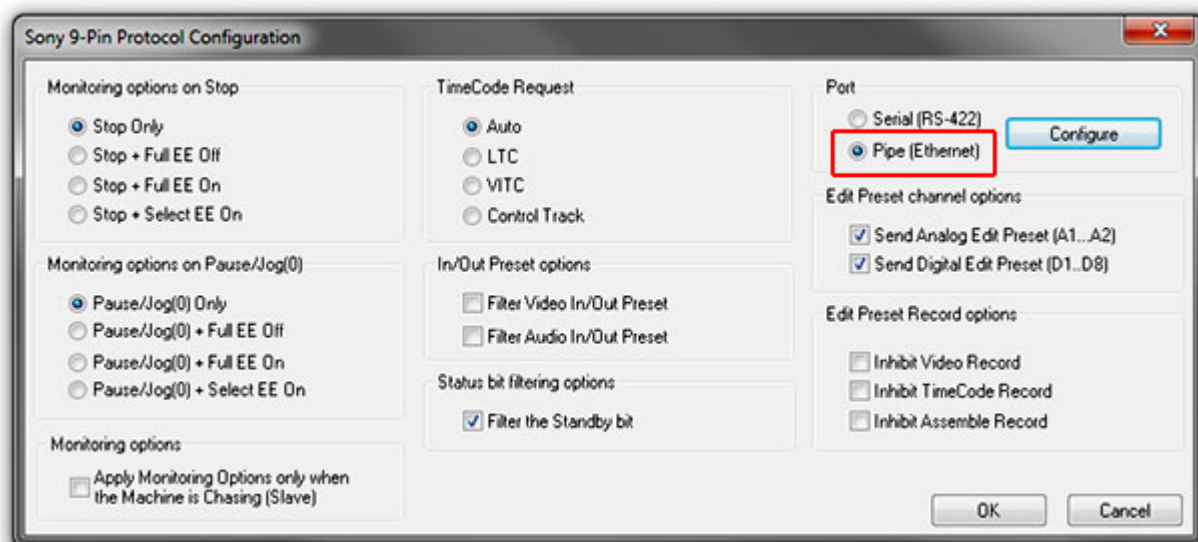 Sony 9-Pin Protocol Configuration
Monitoring options on Stop
Stop Only
Stop + Full EE Off
Stop + Full EE On
Stop + Select EE On
Monitoring options on Pause/Jog(0)
Pause/Jog(0) Only
Pause/Jog(0) + Full EE Off
Pause/Jog(0) + Full EE On
Pause/Jog(0) + Select EE On
Monitoring options
Apply Monitoring Options only when
the Machine is Chasing (Slave)
TimeCode Request
Auto
LTC
VITC
Control Track
In/Out Preset options
Filter Video In/Out Preset
Filter Audio In/Out Preset
Status bit filtering options
Filter the Standby bit
Port
Serial (RS-422)
Pipe (Ethernet)
Configure
Edit Preset channel options
Send Analog Edit Preset (A1...A2)
Send Digital Edit Preset (D1..D8)
Edit Preset Record options
Inhibit Video Record
Inhibit TimeCode Record
Inhibit Assemble Record
OK
Cancel